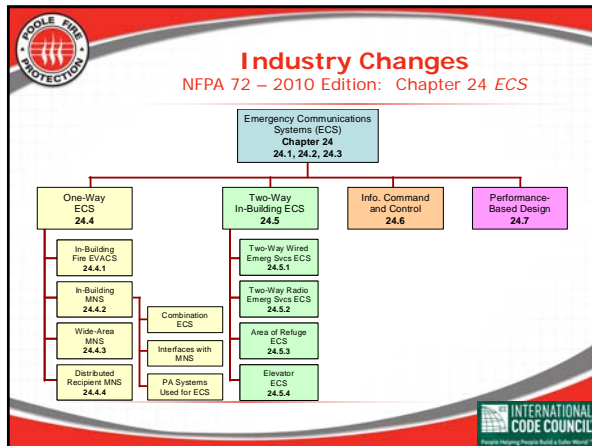 POOLE FIRE
PROTECTION
Industry Changes
NFPA 72 – 2010 Edition: Chapter 24 ECS
Emergency Communications
Systems (ECS)
Chapter 24
24.1, 24.2, 24.3
One-Way
ECS
24.4
Two-Way
In-Building ECS
24.5
Info. Command
and Control
24.6
Performance-
Based Design
24.7
In-Building
Fire EVACS
24.4.1
In-Building
MNS
24.4.2
Wide-Area
MNS
24.4.3
Distributed
Recipient MNS
24.4.4
Combination
ECS
Interfaces with
MNS
PA Systems
Used for ECS
Two-Way Wired
Emerg Svcs ECS
24.5.1
Two-Way Radio
Emerg Svcs ECS
24.5.2
Area of Refuge
ECS
24.5.3
Elevator
ECS
24.5.4
INTERNATIONAL
CODE COUNCIL
People Helping People Build a Safer World™